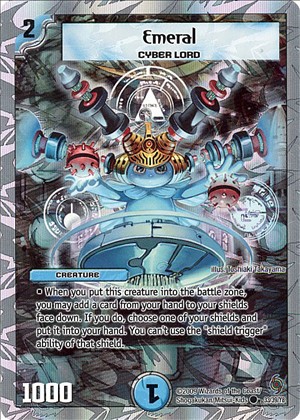 2
Emeral
CYBER LORD
illus. Toshiaki Takayama
CREATURE
• When you put this creature into the battle zone,
you may add a card from your hand to your shields
face down. If you do, choose one of your shields and
put it into your hand. You can't use the "shield trigger"
ability of that shield.
1000
1
Wizards of the Coast/
Shogakukan/Mitsui-Kids